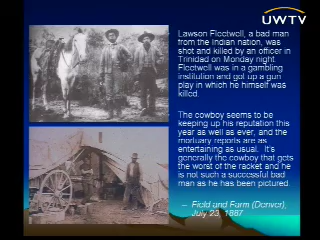 UWTV
Lawson Fleetwell, a bad man
from the Indian nation, was
shot and killed by an officer in
Trinidad on Monday night.
Fleetwell was in a gambling
institution and got up a gun
play in which he himself was
killed.
The cowboy seems to be
keeping up his reputation this
year as well as ever, and the
mortuary reports are as
entertaining as usual. It's
generally the cowboy that gets
the worst of the racket and he
is not such a successful bad
man as he has been pictured.
– Field and Farm (Denver),
July 23, 1887